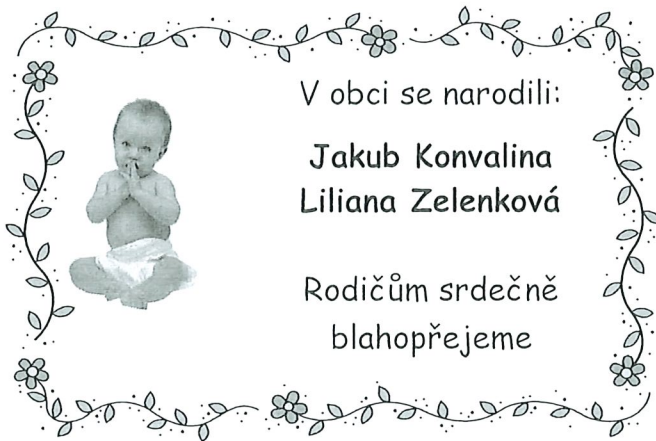 V obci se narodili:
Jakub Konvalina
Liliana Zelenková
Rodičům srdečně
blahopřejeme